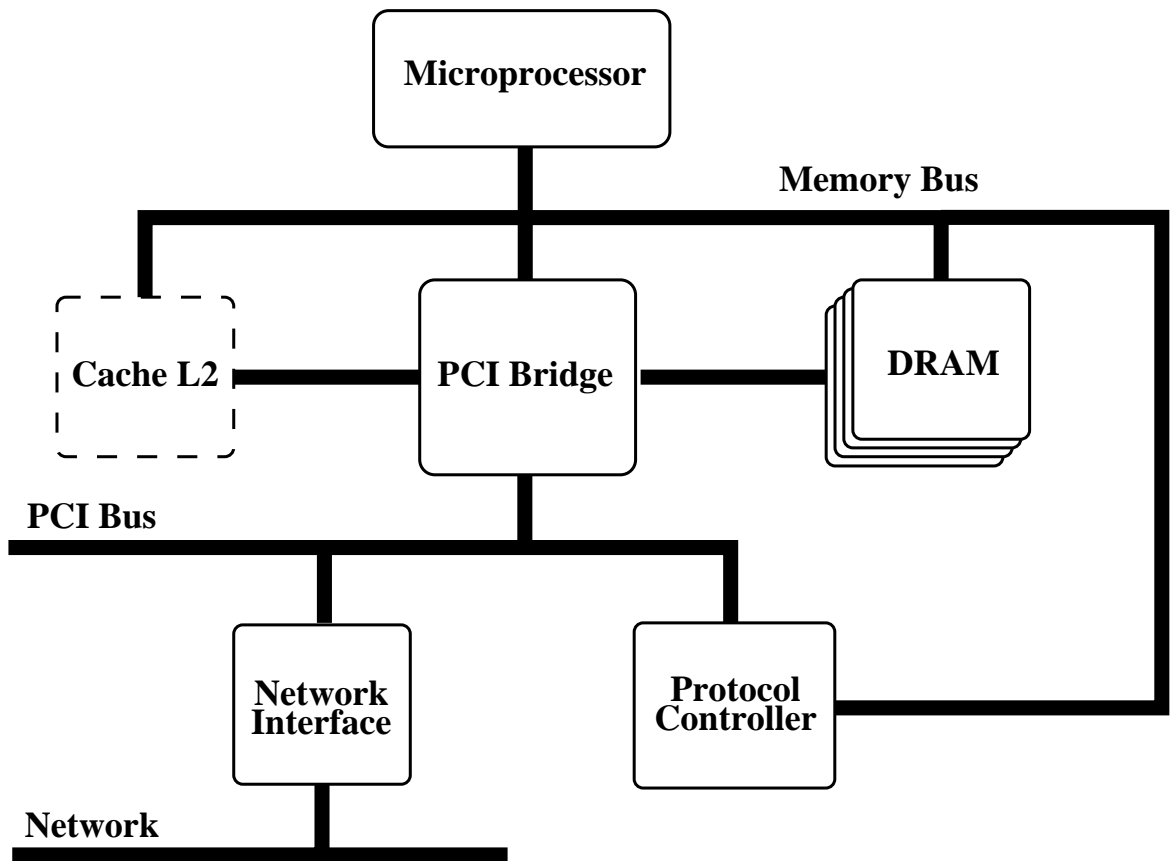 Microprocessor
Memory Bus
Cache L2
PCI Bridge
DRAM
PCI Bus
Network
Interface
Protocol
Controller
Network